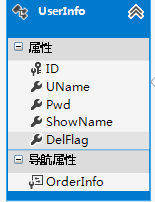 UserInfo
属性
ID
UName
Pwd
ShowName
DelFlag
导航属性
OrderInfo